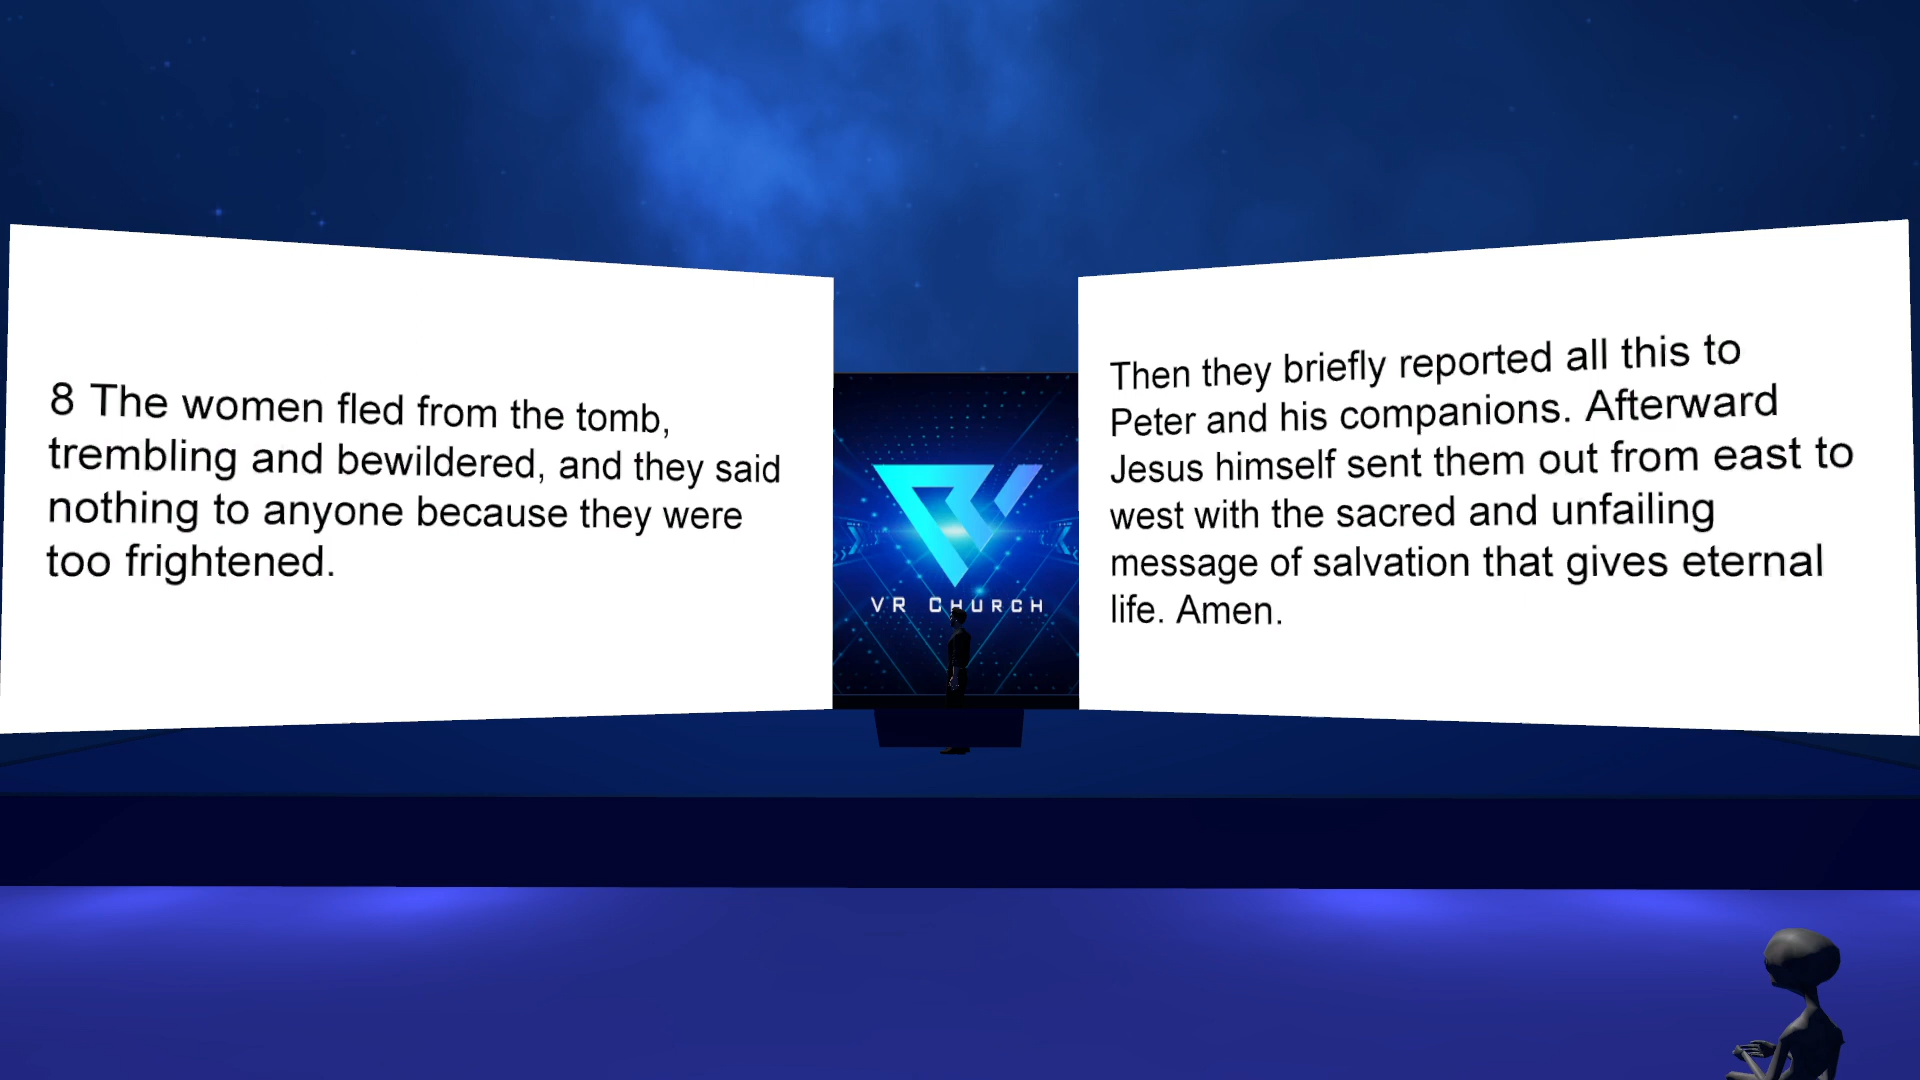 8 The women fled from the tomb,
trembling and bewildered, and they said
nothing to anyone because they were
too frightened.
VR CHURCH
Then they briefly reported all this to
Peter and his companions. Afterward
Jesus himself sent them out from east to
west with the sacred and unfailing
message of salvation that gives eternal
life. Amen.